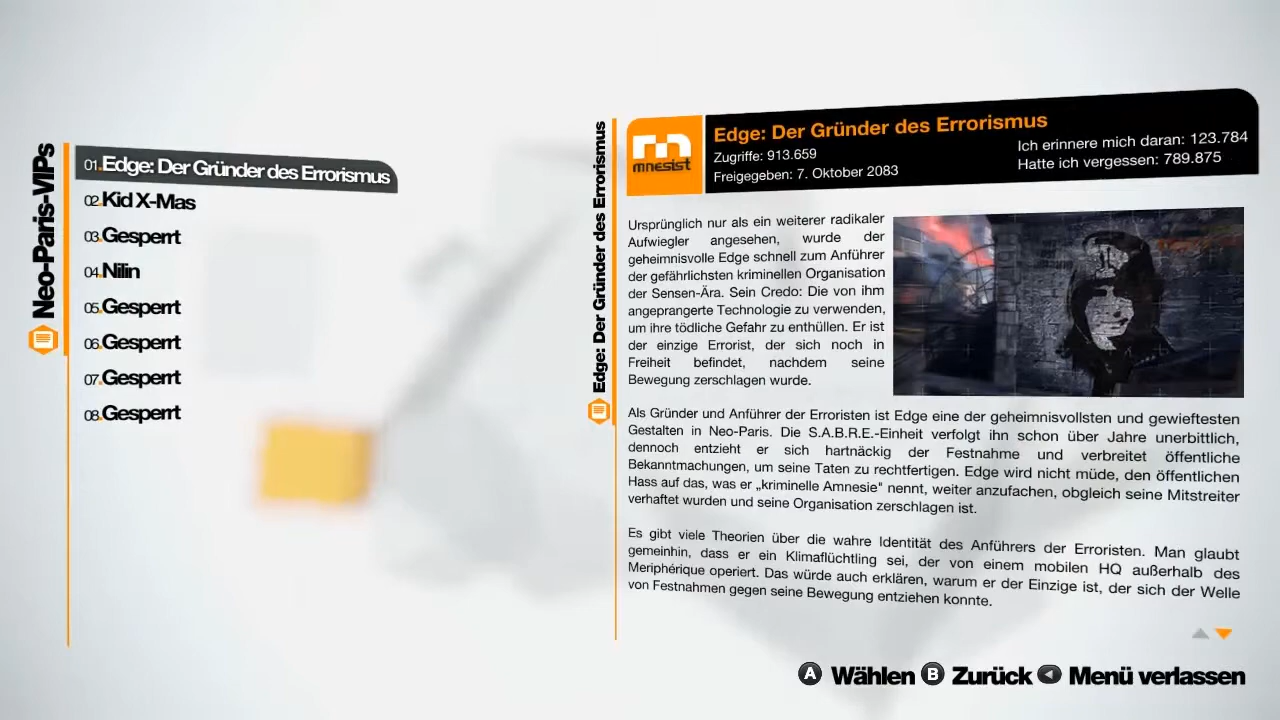 Neo-Paris-VIPs
01.Edge: Der Gründer des Errorismus
02.Kid X-Mas
03.Gesperrt
04.Nilin
05.Gesperrt
06.Gesperrt
07.Gesperrt
08.Gesperrt
Edge: Der Gründer des Errorismus
mnesist
Edge: Der Gründer des Errorismus
Zugriffe: 913.659
Freigegeben: 7. Oktober 2083
Ich erinnere mich daran: 123.784
Hatte ich vergessen: 789.875
Ursprünglich nur als ein weiterer radikaler
Aufwiegler angesehen, wurde der
geheimnisvolle Edge schnell zum Anführer
der gefährlichsten kriminellen Organisation
der Sensen-Ära. Sein Credo: Die von ihm
angeprangerte Technologie zu verwenden,
um ihre tödliche Gefahr zu enthüllen. Er ist
der einzige Errorist, der sich noch in
Freiheit befindet, nachdem seine
Bewegung zerschlagen wurde.
Als Gründer und Anführer der Erroristen ist Edge eine der geheimnisvollsten und gewieftesten
Gestalten in Neo-Paris. Die S.A.B.R.E.-Einheit verfolgt ihn schon über Jahre unerbittlich,
dennoch entzieht er sich hartnäckig der Festnahme und verbreitet öffentliche
Bekanntmachungen, um seine Taten zu rechtfertigen. Edge wird nicht müde, den öffentlichen
Hass auf das, was er „kriminelle Amnesie" nennt, weiter anzufachen, obgleich seine Mitstreiter
verhaftet wurden und seine Organisation zerschlagen ist.
Es gibt viele Theorien über die wahre Identität des Anführers der Erroristen. Man glaubt
gemeinhin, dass er ein Klimaflüchtling sei, der von einem mobilen HQ außerhalb des
Meriphérique operiert. Das würde auch erklären, warum er der Einzige ist, der sich der Welle
von Festnahmen gegen seine Bewegung entziehen konnte.
A Wählen B Zurück Menü verlassen